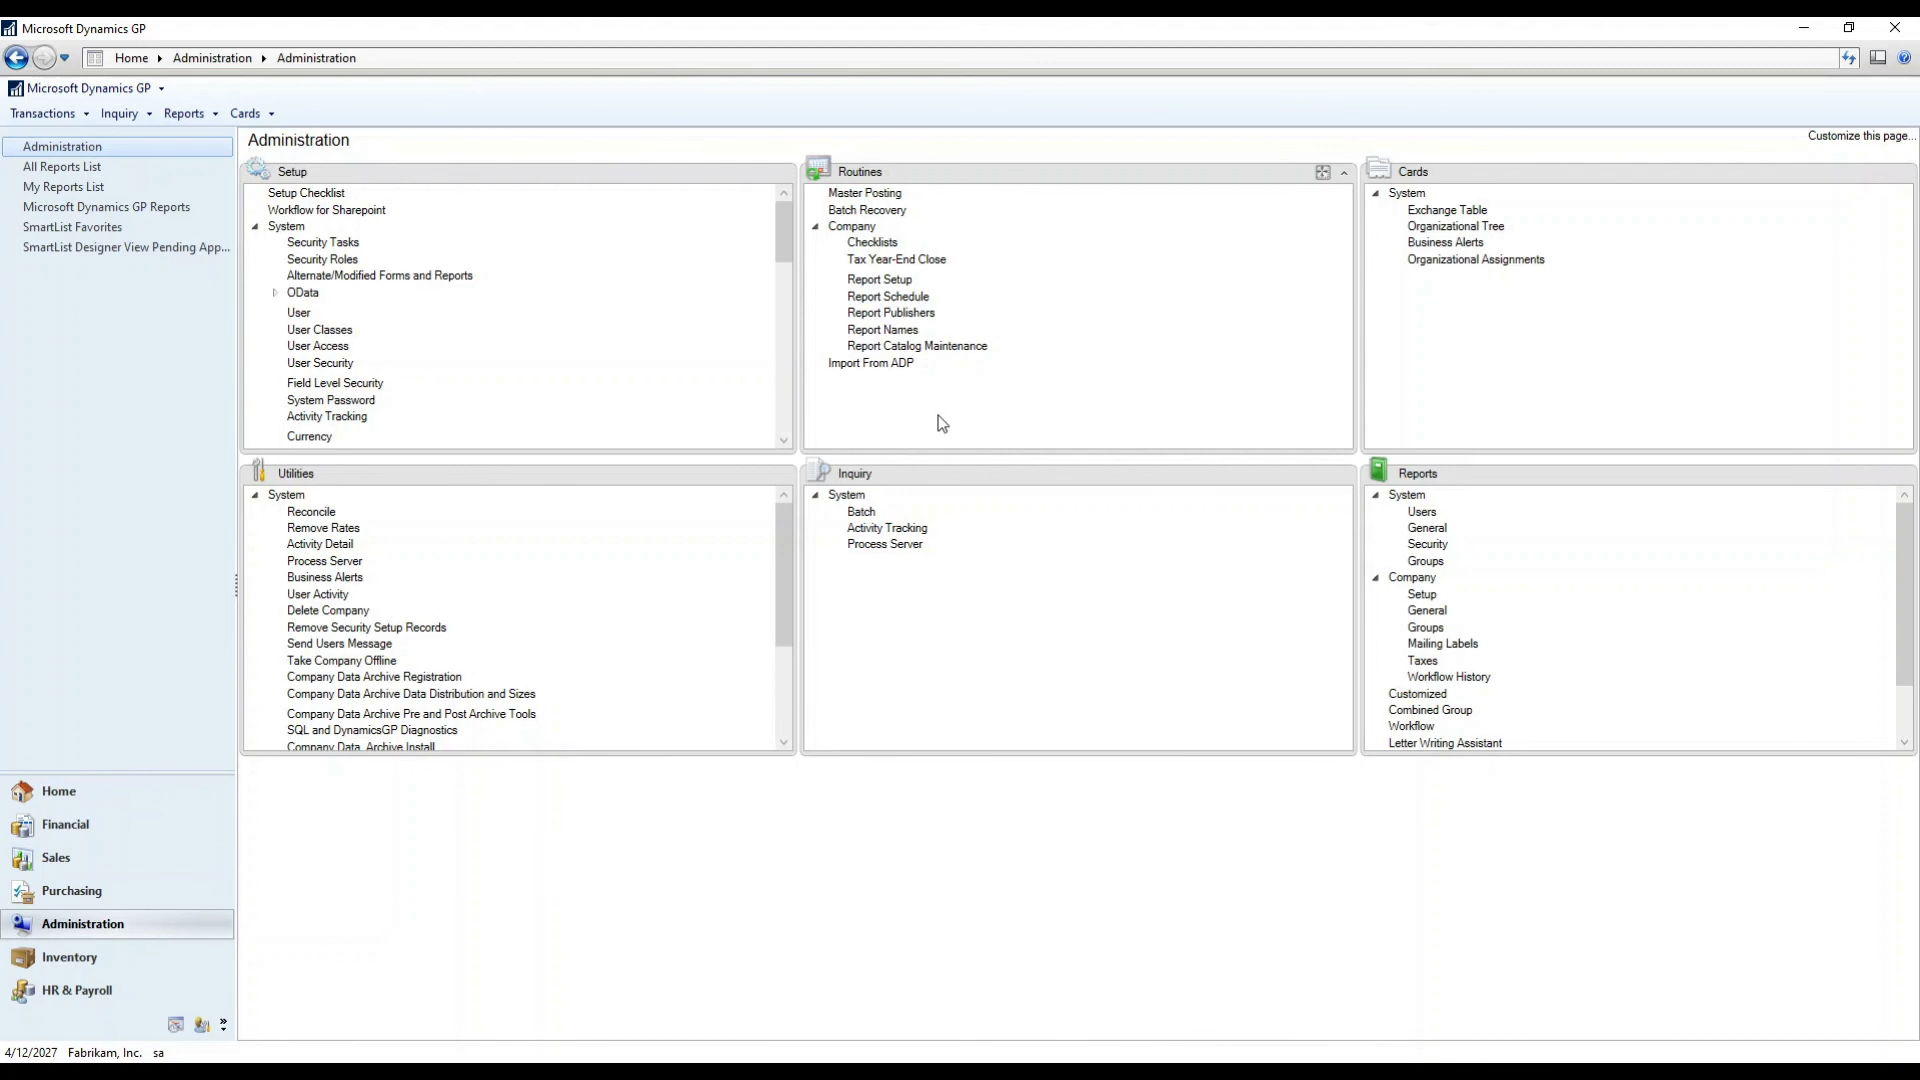 Microsoft Dynamics GP
Home Administration Administration
Microsoft Dynamics GP
Transactions Inquiry Reports Cards
Administration
All Reports List
My Reports List
Microsoft Dynamics GP Reports
SmartList Favorites
SmartList Designer View Pending App...
Home
Financial
Sales
Purchasing
Administration
Inventory
HR & Payroll
Administration
Customize this page...
Setup
Setup Checklist
Workflow for Sharepoint
System
Security Tasks
Security Roles
Alternate/Modified Forms and Reports
OData
User
User Classes
User Access
User Security
Field Level Security
System Password
Activity Tracking
Currency
Routines
Master Posting
Batch Recovery
Company
Checklists
Tax Year-End Close
Report Setup
Report Schedule
Report Publishers
Report Names
Report Catalog Maintenance
Import From ADP
Cards
System
Exchange Table
Organizational Tree
Business Alerts
Organizational Assignments
Utilities
System
Reconcile
Remove Rates
Activity Detail
Process Server
Business Alerts
User Activity
Delete Company
Remove Security Setup Records
Send Users Message
Take Company Offline
Company Data Archive Registration
Company Data Archive Data Distribution and Sizes
Company Data Archive Pre and Post Archive Tools
SQL and DynamicsGP Diagnostics
Company Data Archive Install
Inquiry
System
Batch
Activity Tracking
Process Server
Reports
System
Users
General
Security
Groups
Company
Setup
General
Groups
Mailing Labels
Taxes
Workflow History
Customized
Combined Group
Workflow
Letter Writing Assistant
4/12/2027 Fabrikam, Inc. sa